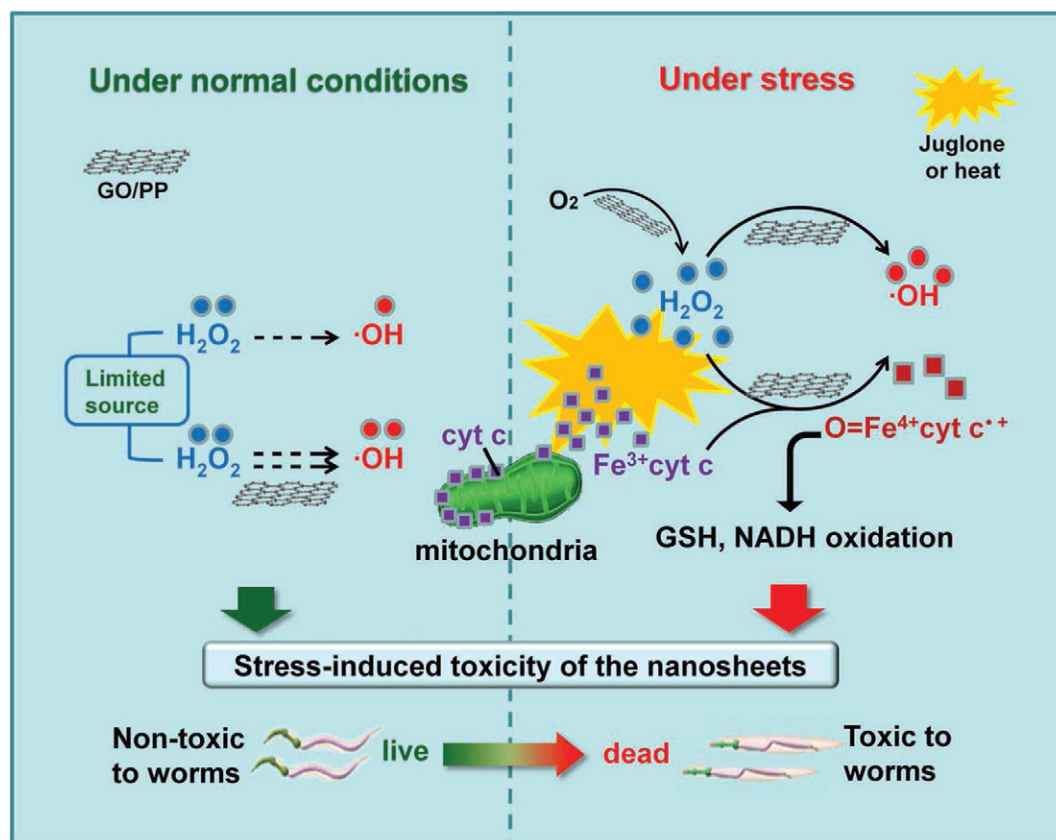 Under normal conditions
GO/PP
Limited
source
H₂O₂
·OH
H₂O₂
·OH
Under stress
Juglone
or heat
O₂
H₂O₂
·OH
O=Fe⁴⁺cyt c•⁺
cyt c
Fe³⁺cyt c
mitochondria
GSH, NADH oxidation
Stress-induced toxicity of the nanosheets
Non-toxic
to worms
live
dead
Toxic to
worms